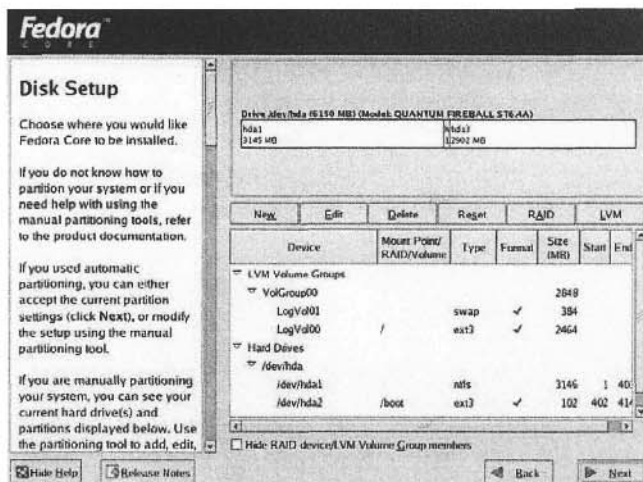 Fedora
CORE
Disk Setup
Choose where you would like
Fedora Core to be installed.
If you do not know how to
partition your system or if you
need help with using the
manual partitioning tools, refer
to the product documentation.
If you used automatic
partitioning, you can either
accept the current partition
settings (click Next), or modify
the setup using the manual
partitioning tool.
If you are manually partitioning
your system, you can see your
current hard drive(s) and
partitions displayed below. Use
the partitioning tool to add, edit,
Drive /dev/hda (6150 MB) (Model: QUANTUM FIREBALL ST6.4A)
hda1 hda3
3145 MB 2902 MB
New Edit Delete Reset RAID LVM
Device Mount Point/ RAID/Volume Type Format Size (MB) Start End
LVM Volume Groups
VolGroup00 2848
LogVol01 swap ✓ 384
LogVol00 / ext3 ✓ 2464
Hard Drives
/dev/hda
/dev/hda1 ntfs 3146 1 401
/dev/hda2 /boot ext3 ✓ 102 402 414
Hide RAID device/LVM Volume Group members
Hide Help Release Notes Back Next